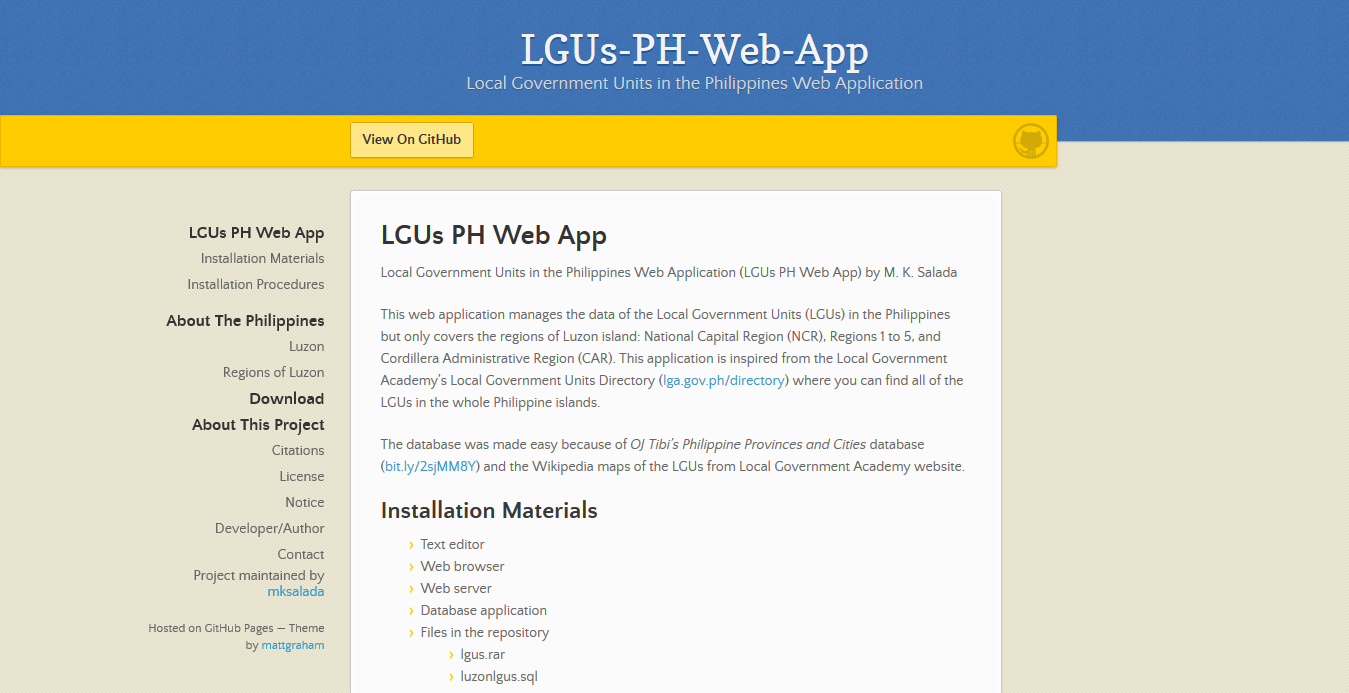 LGUs-PH-Web-App
Local Government Units in the Philippines Web Application
View On GitHub
LGUs PH Web App
Installation Materials
Installation Procedures
About The Philippines
Luzon
Regions of Luzon
Download
About This Project
Citations
License
Notice
Developer/Author
Contact
Project maintained by
mksalada
Hosted on GitHub Pages — Theme
by mattgraham
LGUs PH Web App
Local Government Units in the Philippines Web Application (LGUs PH Web App) by M. K. Salada
This web application manages the data of the Local Government Units (LGUs) in the Philippines
but only covers the regions of Luzon island: National Capital Region (NCR), Regions 1 to 5, and
Cordillera Administrative Region (CAR). This application is inspired from the Local Government
Academy’s Local Government Units Directory (lga.gov.ph/directory) where you can find all of the
LGUs in the whole Philippine islands.
The database was made easy because of OJ Tibi’s Philippine Provinces and Cities database
(bit.ly/2sjMM8Y) and the Wikipedia maps of the LGUs from Local Government Academy website.
Installation Materials
› Text editor
› Web browser
› Web server
› Database application
› Files in the repository
› lgus.rar
› luzonlgus.sql